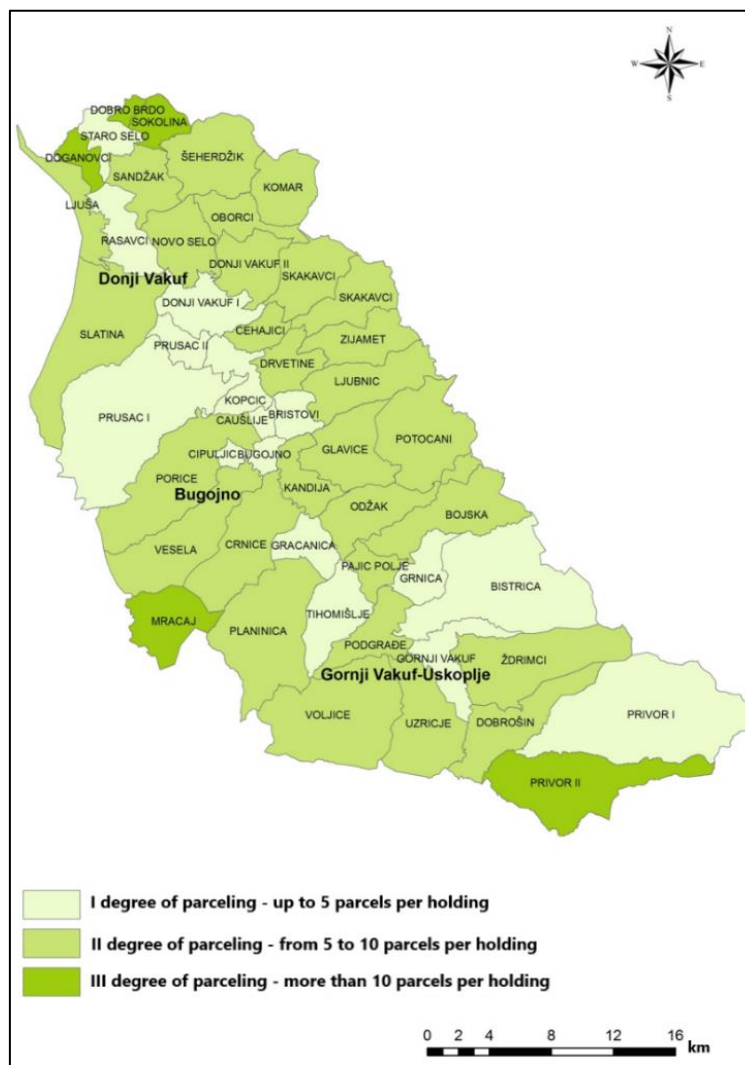 N
W E
S
DOBRO BRDO
SOKOLINA
STARO SELO
DOGANOVCI
SANDŽAK
ŠEHERDŽIK
KOMAR
LJUŠA
OBORCI
RASAVCI
NOVO SELO
DONJI VAKUF II
Donji Vakuf
SKAKAVCI
SKAKAVCI
DONJI VAKUF I
SLATINA
CEHAJICI
ZIJAMET
PRUSAC II
DRVETINE
LJUBNIC
KOPCIC
PRUSAC I
BRISTOVI
CAUŠLIJE
POTOCANI
GLAVICE
CIPULJIC
BUGOJNO
PORICE
KANDIJA
Bugojno
ODŽAK
BOJSKA
CRNICE
GRACANICA
VESELA
PAJIC POLJE
GRNICA
BISTRICA
MRACAJ
TIHOMIŠLJE
PLANINICA
PODGRAĐE
GORNJI VAKUF
ŽDRIMCI
Gornji Vakuf-Uskoplje
VOLJICE
UZRICJE
DOBROŠIN
PRIVOR I
PRIVOR II
I degree of parceling - up to 5 parcels per holding
II degree of parceling - from 5 to 10 parcels per holding
III degree of parceling - more than 10 parcels per holding
0 2 4 8 12 16
km